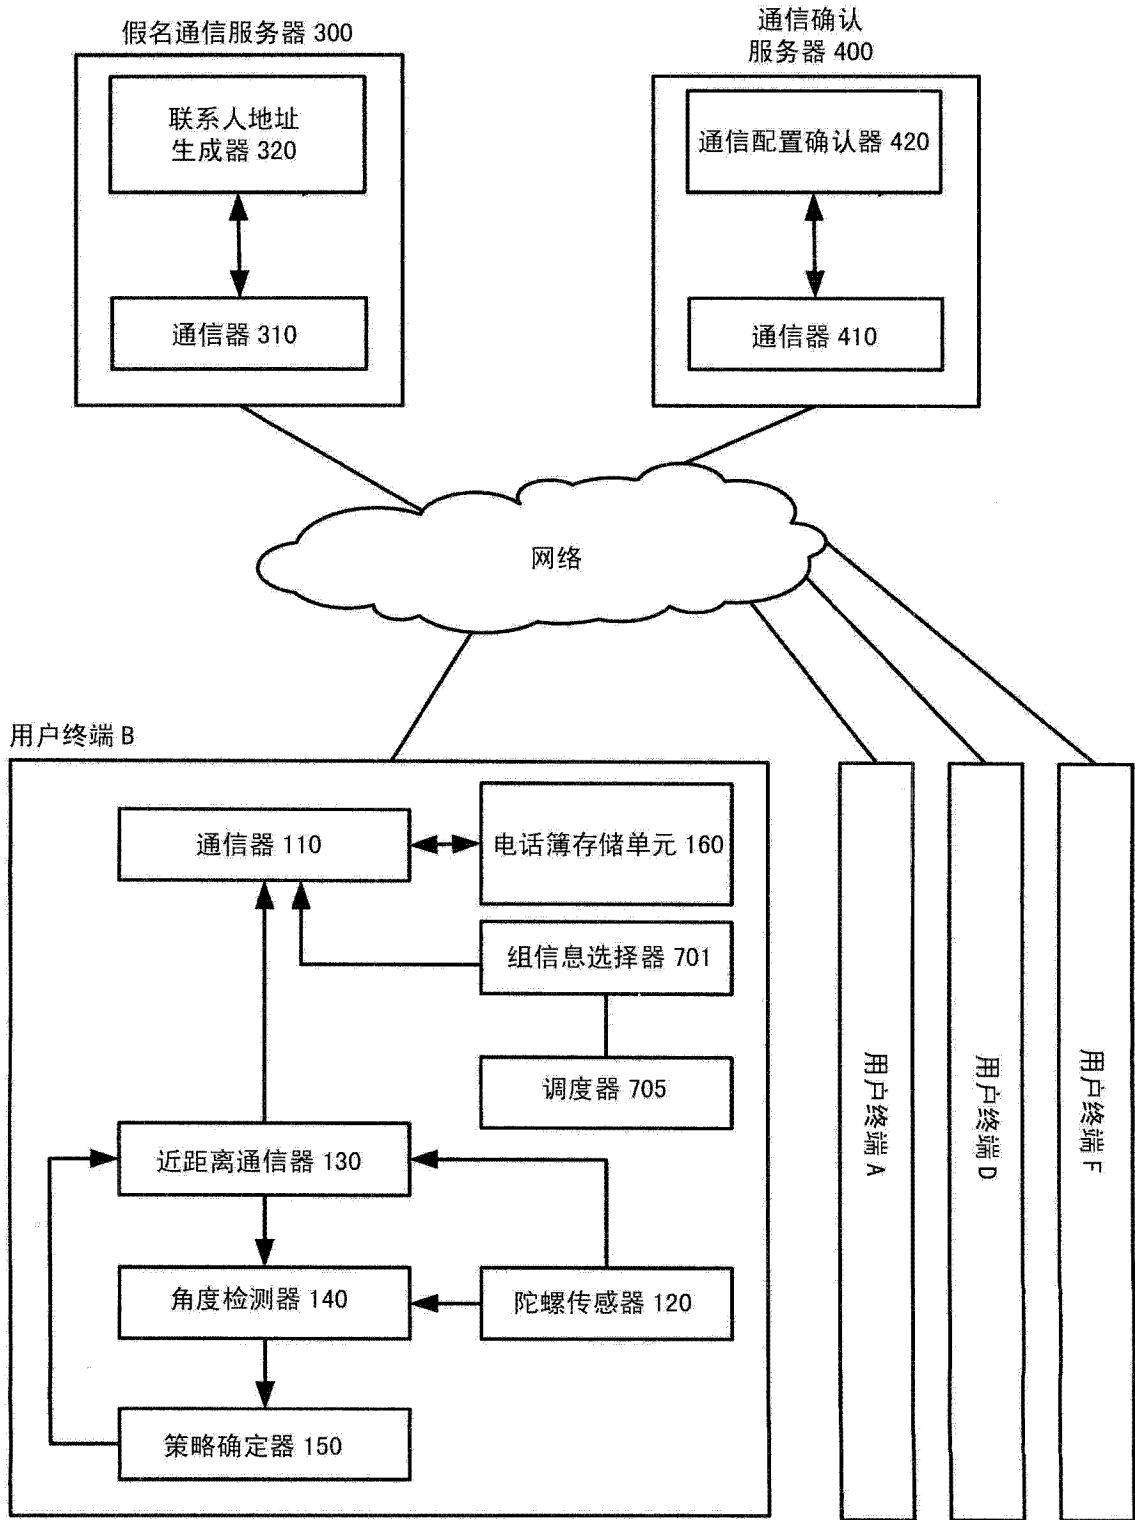 假名通信服务器 300
通信确认
服务器 400
联系人地址
生成器 320
通信配置确认器 420
通信器 310
通信器 410
网络
用户终端 B
通信器 110
电话簿存储单元 160
组信息选择器 701
调度器 705
近距离通信器 130
角度检测器 140
陀螺传感器 120
策略确定器 150
用户终端 A
用户终端 D
用户终端 F